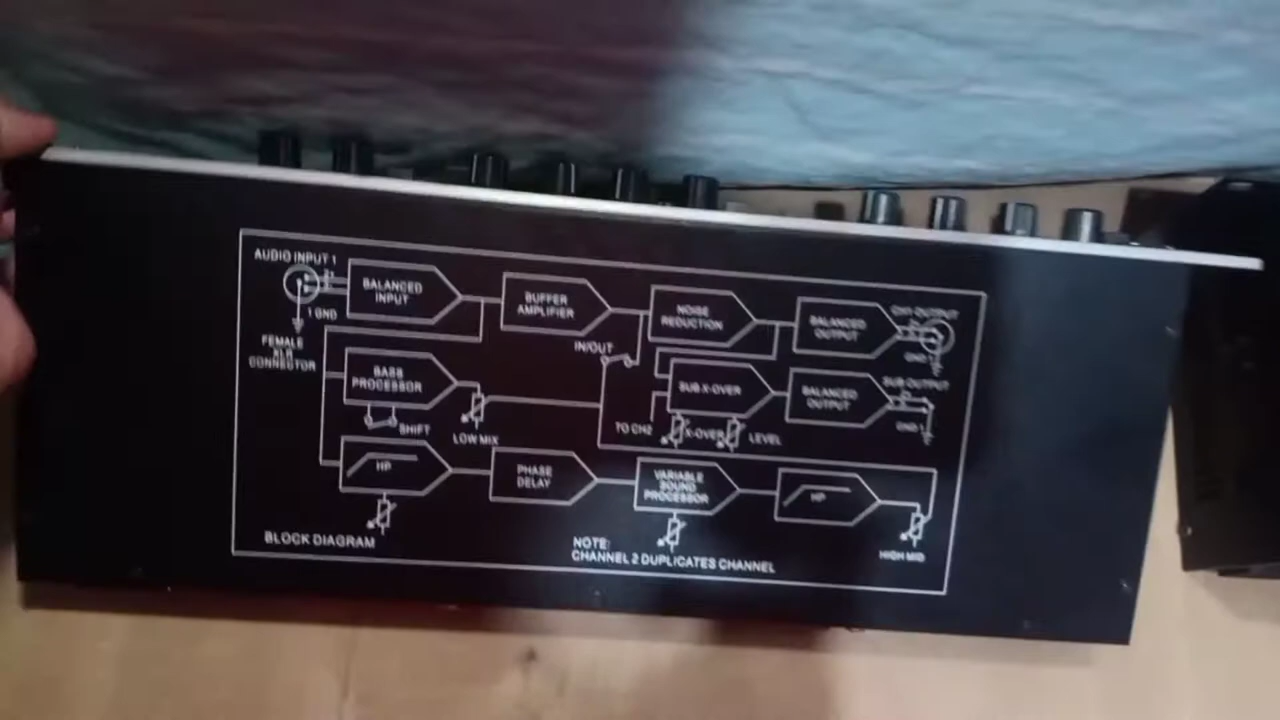 AUDIO INPUT 1
1 GND
FEMALE
XLR
CONNECTOR
BALANCED
INPUT
BUFFER
AMPLIFIER
NOISE
REDUCTION
BALANCED
OUTPUT
CH1 OUTPUT
GND 1
IN/OUT
BASS
PROCESSOR
SHIFT
LOW MIX
SUB X-OVER
TO CH2
X-OVER
LEVEL
BALANCED
OUTPUT
SUB OUTPUT
GND 1
HP
PHASE
DELAY
VARIABLE
SOUND
PROCESSOR
HP
HIGH MID
BLOCK DIAGRAM
NOTE:
CHANNEL 2 DUPLICATES CHANNEL